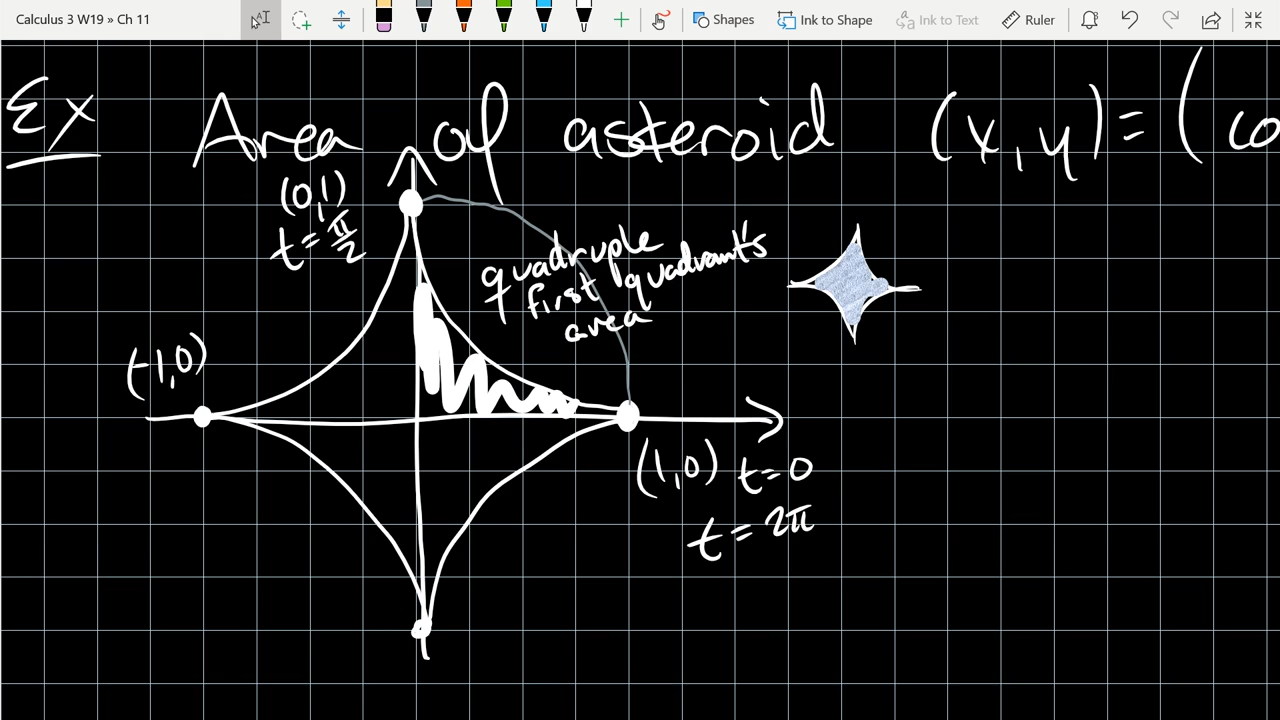 Calculus 3 W19 » Ch 11
Shapes
Ink to Shape
Ink to Text
Ruler
Ex Area of asteroid (x,y)=(co
(0,1)
t=π/2
quadruple
first quadrant's
area
(-1,0)
(1,0) t=0
t=2π